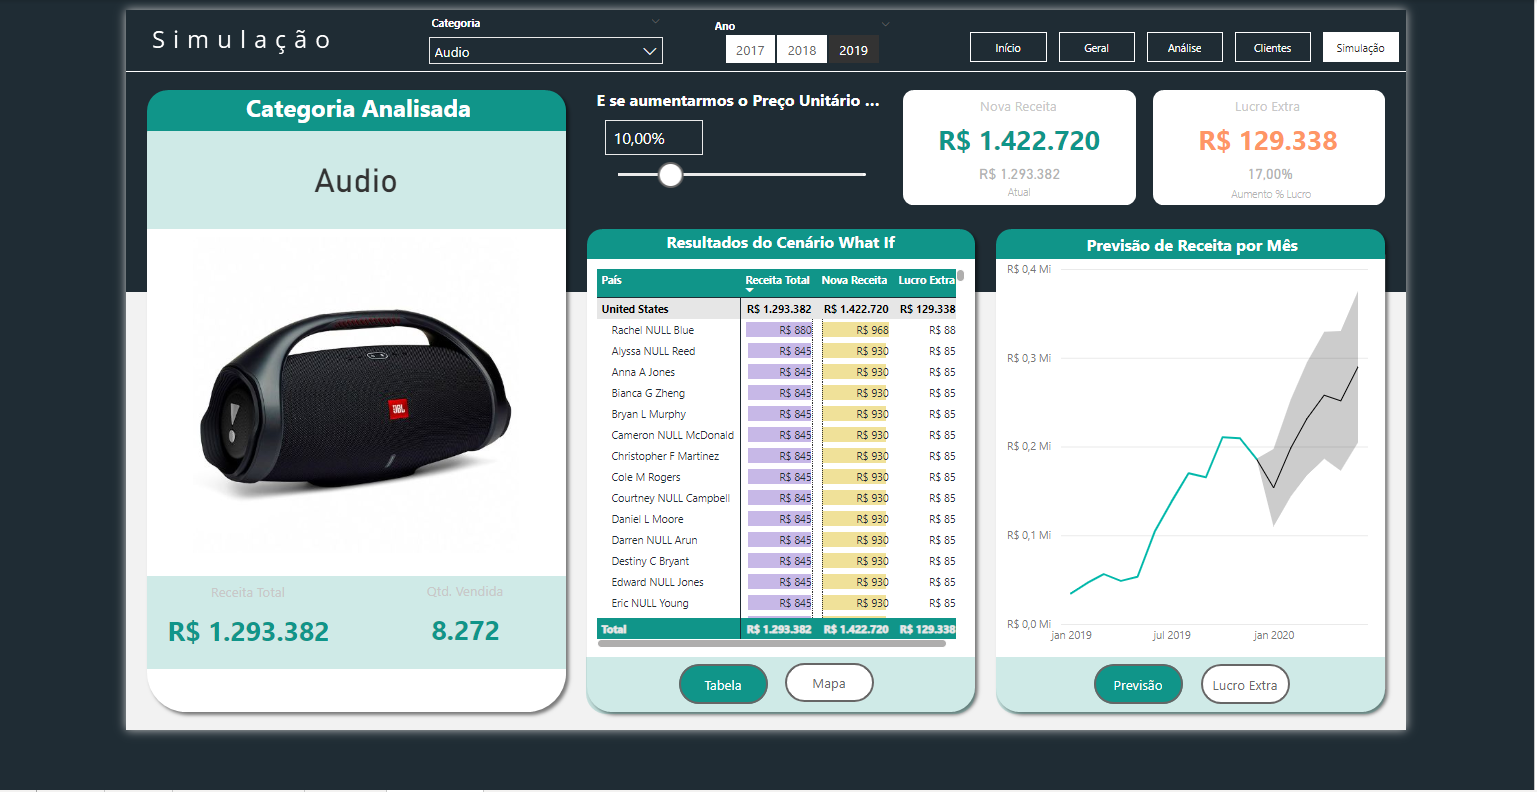 Simulação
Categoria
Audio
Ano
2017
2018
2019
Início
Geral
Análise
Clientes
Simulação
Categoria Analisada
Audio
JBL
Receita Total
R$ 1.293.382
Qtd. Vendida
8.272
E se aumentarmos o Preço Unitário ...
10,00%
Nova Receita
R$ 1.422.720
R$ 1.293.382
Atual
Lucro Extra
R$ 129.338
17,00%
Aumento % Lucro
Resultados do Cenário What If
País Receita Total Nova Receita Lucro Extra
United States R$ 1.293.382 R$ 1.422.720 R$ 129.338
Rachel NULL Blue R$ 880 R$ 968 R$ 88
Alyssa NULL Reed R$ 845 R$ 930 R$ 85
Anna A Jones R$ 845 R$ 930 R$ 85
Bianca G Zheng R$ 845 R$ 930 R$ 85
Bryan L Murphy R$ 845 R$ 930 R$ 85
Cameron NULL McDonald R$ 845 R$ 930 R$ 85
Christopher F Martinez R$ 845 R$ 930 R$ 85
Cole M Rogers R$ 845 R$ 930 R$ 85
Courtney NULL Campbell R$ 845 R$ 930 R$ 85
Daniel L Moore R$ 845 R$ 930 R$ 85
Darren NULL Arun R$ 845 R$ 930 R$ 85
Destiny C Bryant R$ 845 R$ 930 R$ 85
Edward NULL Jones R$ 845 R$ 930 R$ 85
Eric NULL Young R$ 845 R$ 930 R$ 85
Total R$ 1.293.382 R$ 1.422.720 R$ 129.338
Tabela
Mapa
Previsão de Receita por Mês
R$ 0,4 Mi
R$ 0,3 Mi
R$ 0,2 Mi
R$ 0,1 Mi
R$ 0,0 Mi
jan 2019 jul 2019 jan 2020
Previsão
Lucro Extra